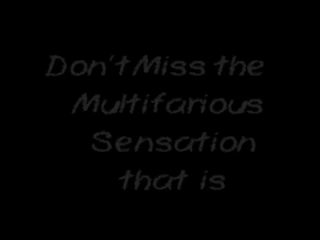 Don't Miss the
Multifarious
Sensation
that is